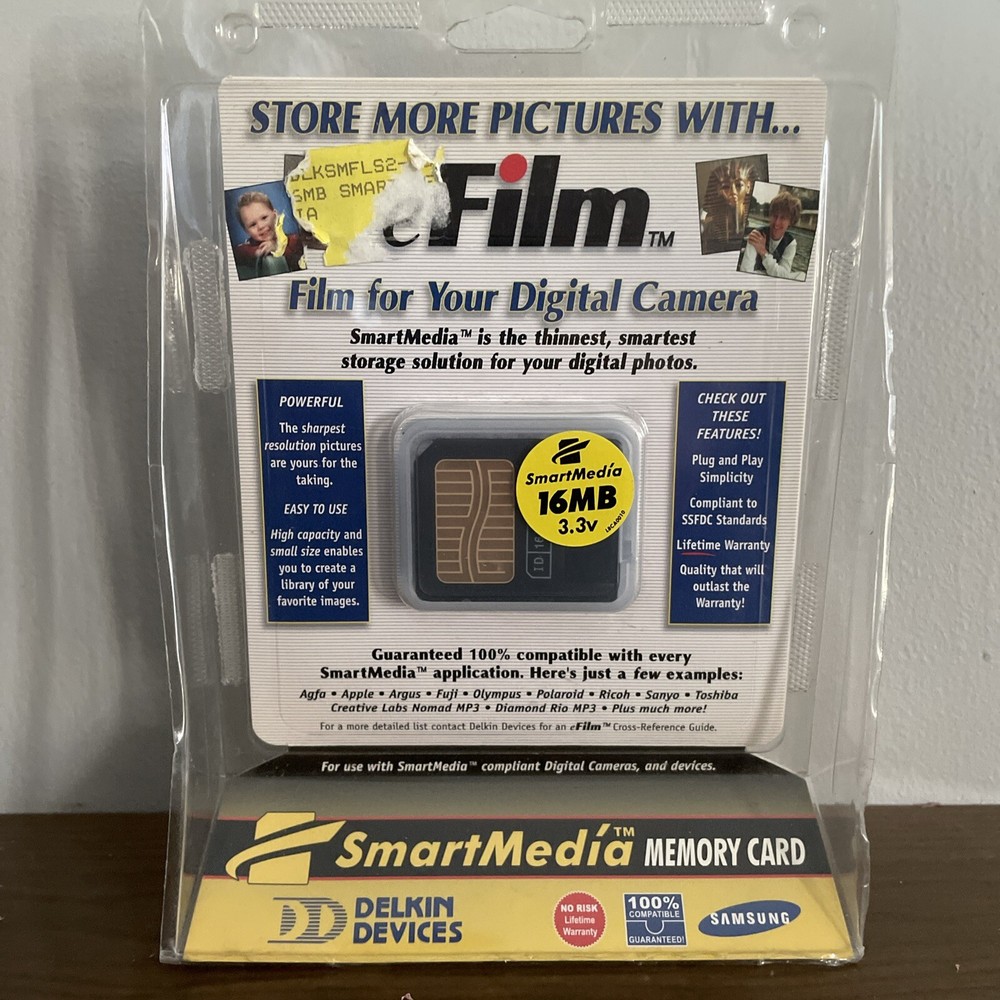 STORE MORE PICTURES WITH...
LKSMFLS2-
6MB SMAR
IA
eFilm™
Film for Your Digital Camera
SmartMedia™ is the thinnest, smartest
storage solution for your digital photos.
POWERFUL
The sharpest
resolution pictures
are yours for the
taking.
EASY TO USE
High capacity and
small size enables
you to create a
library of your
favorite images.
SmartMedia
16MB
3.3V
ID 16
CHECK OUT
THESE
FEATURES!
Plug and Play
Simplicity
Compliant to
SSFDC Standards
Lifetime Warranty
Quality that will
outlast the
Warranty!
Guaranteed 100% compatible with every
SmartMedia™ application. Here's just a few examples:
Agfa • Apple • Argus • Fuji • Olympus • Polaroid • Ricoh • Sanyo • Toshiba
Creative Labs Nomad MP3 • Diamond Rio MP3 • Plus much more!
For a more detailed list contact Delkin Devices for an eFilm™ Cross-Reference Guide.
For use with SmartMedia™ compliant Digital Cameras, and devices.
SmartMedia™ MEMORY CARD
DELKIN
DEVICES
NO RISK
Lifetime
Warranty
100%
COMPATIBLE
GUARANTEED!
SAMSUNG